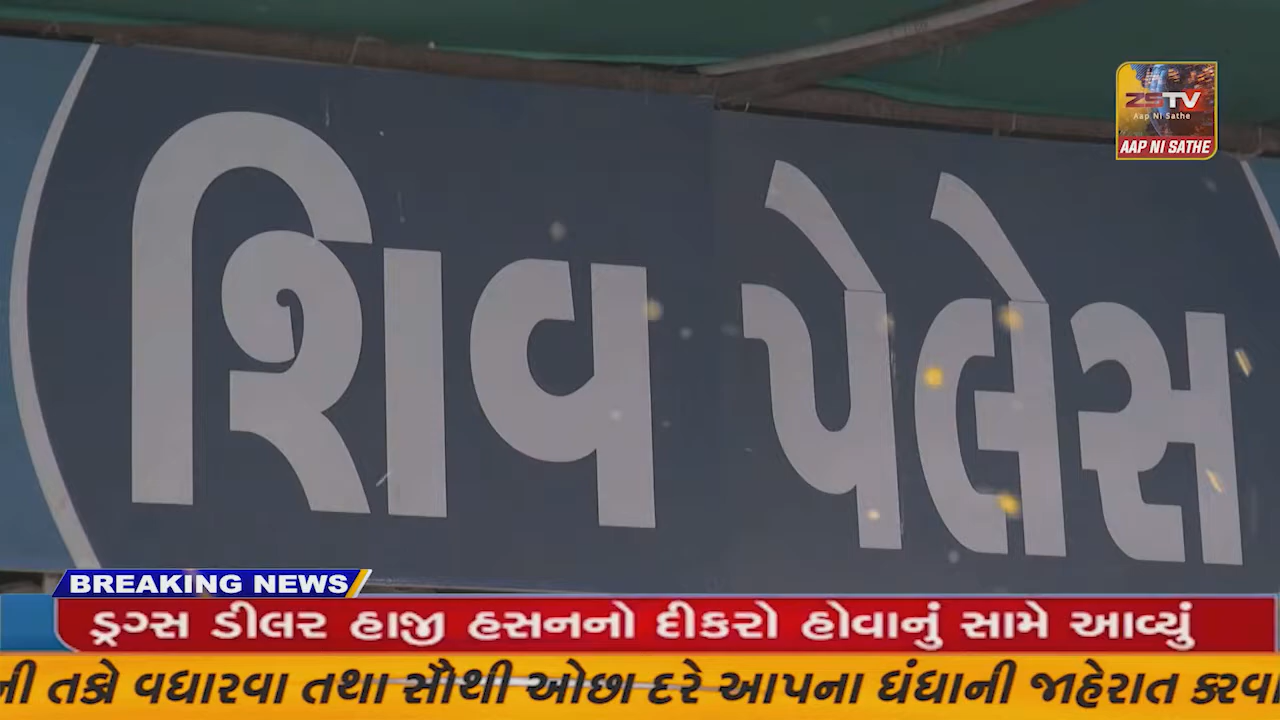 ZSTV
Aap Ni Sathe
AAP NI SATHE
શિવ પેલેસ
BREAKING NEWS
ડ્રગ્સ ડીલર હાજી હસનનો દીકરો હોવાનું સામે આવ્યું
ની તકો વધારવા તથા સૌથી ઓછા દરે આપના ધંધાની જાહેરાત કરવા